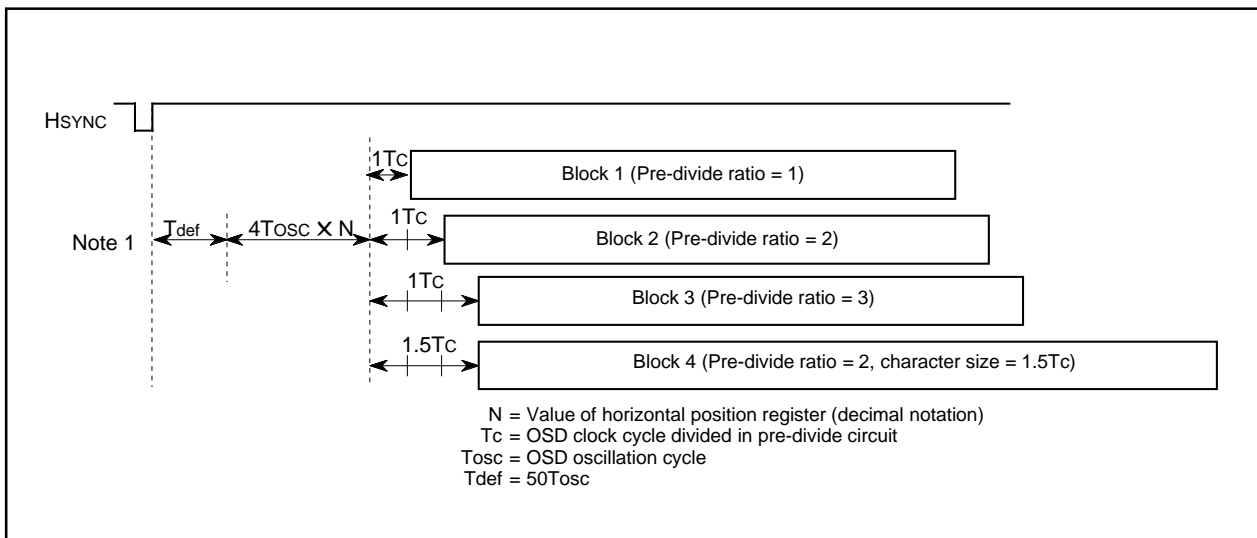 HSYNC
1TC
Block 1 (Pre-divide ratio = 1)
Note 1
Tdef
4TOSC × N
1TC
Block 2 (Pre-divide ratio = 2)
1TC
Block 3 (Pre-divide ratio = 3)
1.5TC
Block 4 (Pre-divide ratio = 2, character size = 1.5Tc)
N = Value of horizontal position register (decimal notation)
Tc = OSD clock cycle divided in pre-divide circuit
Tosc = OSD oscillation cycle
Tdef = 50Tosc